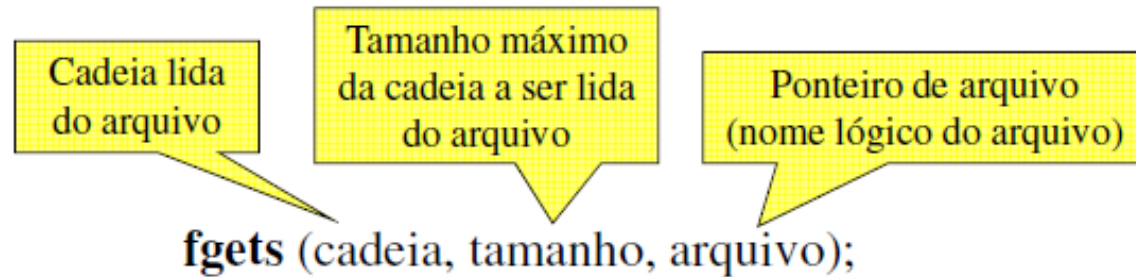 Cadeia lida
do arquivo
Tamanho máximo
da cadeia a ser lida
do arquivo
Ponteiro de arquivo
(nome lógico do arquivo)
fgets (cadeia, tamanho, arquivo);